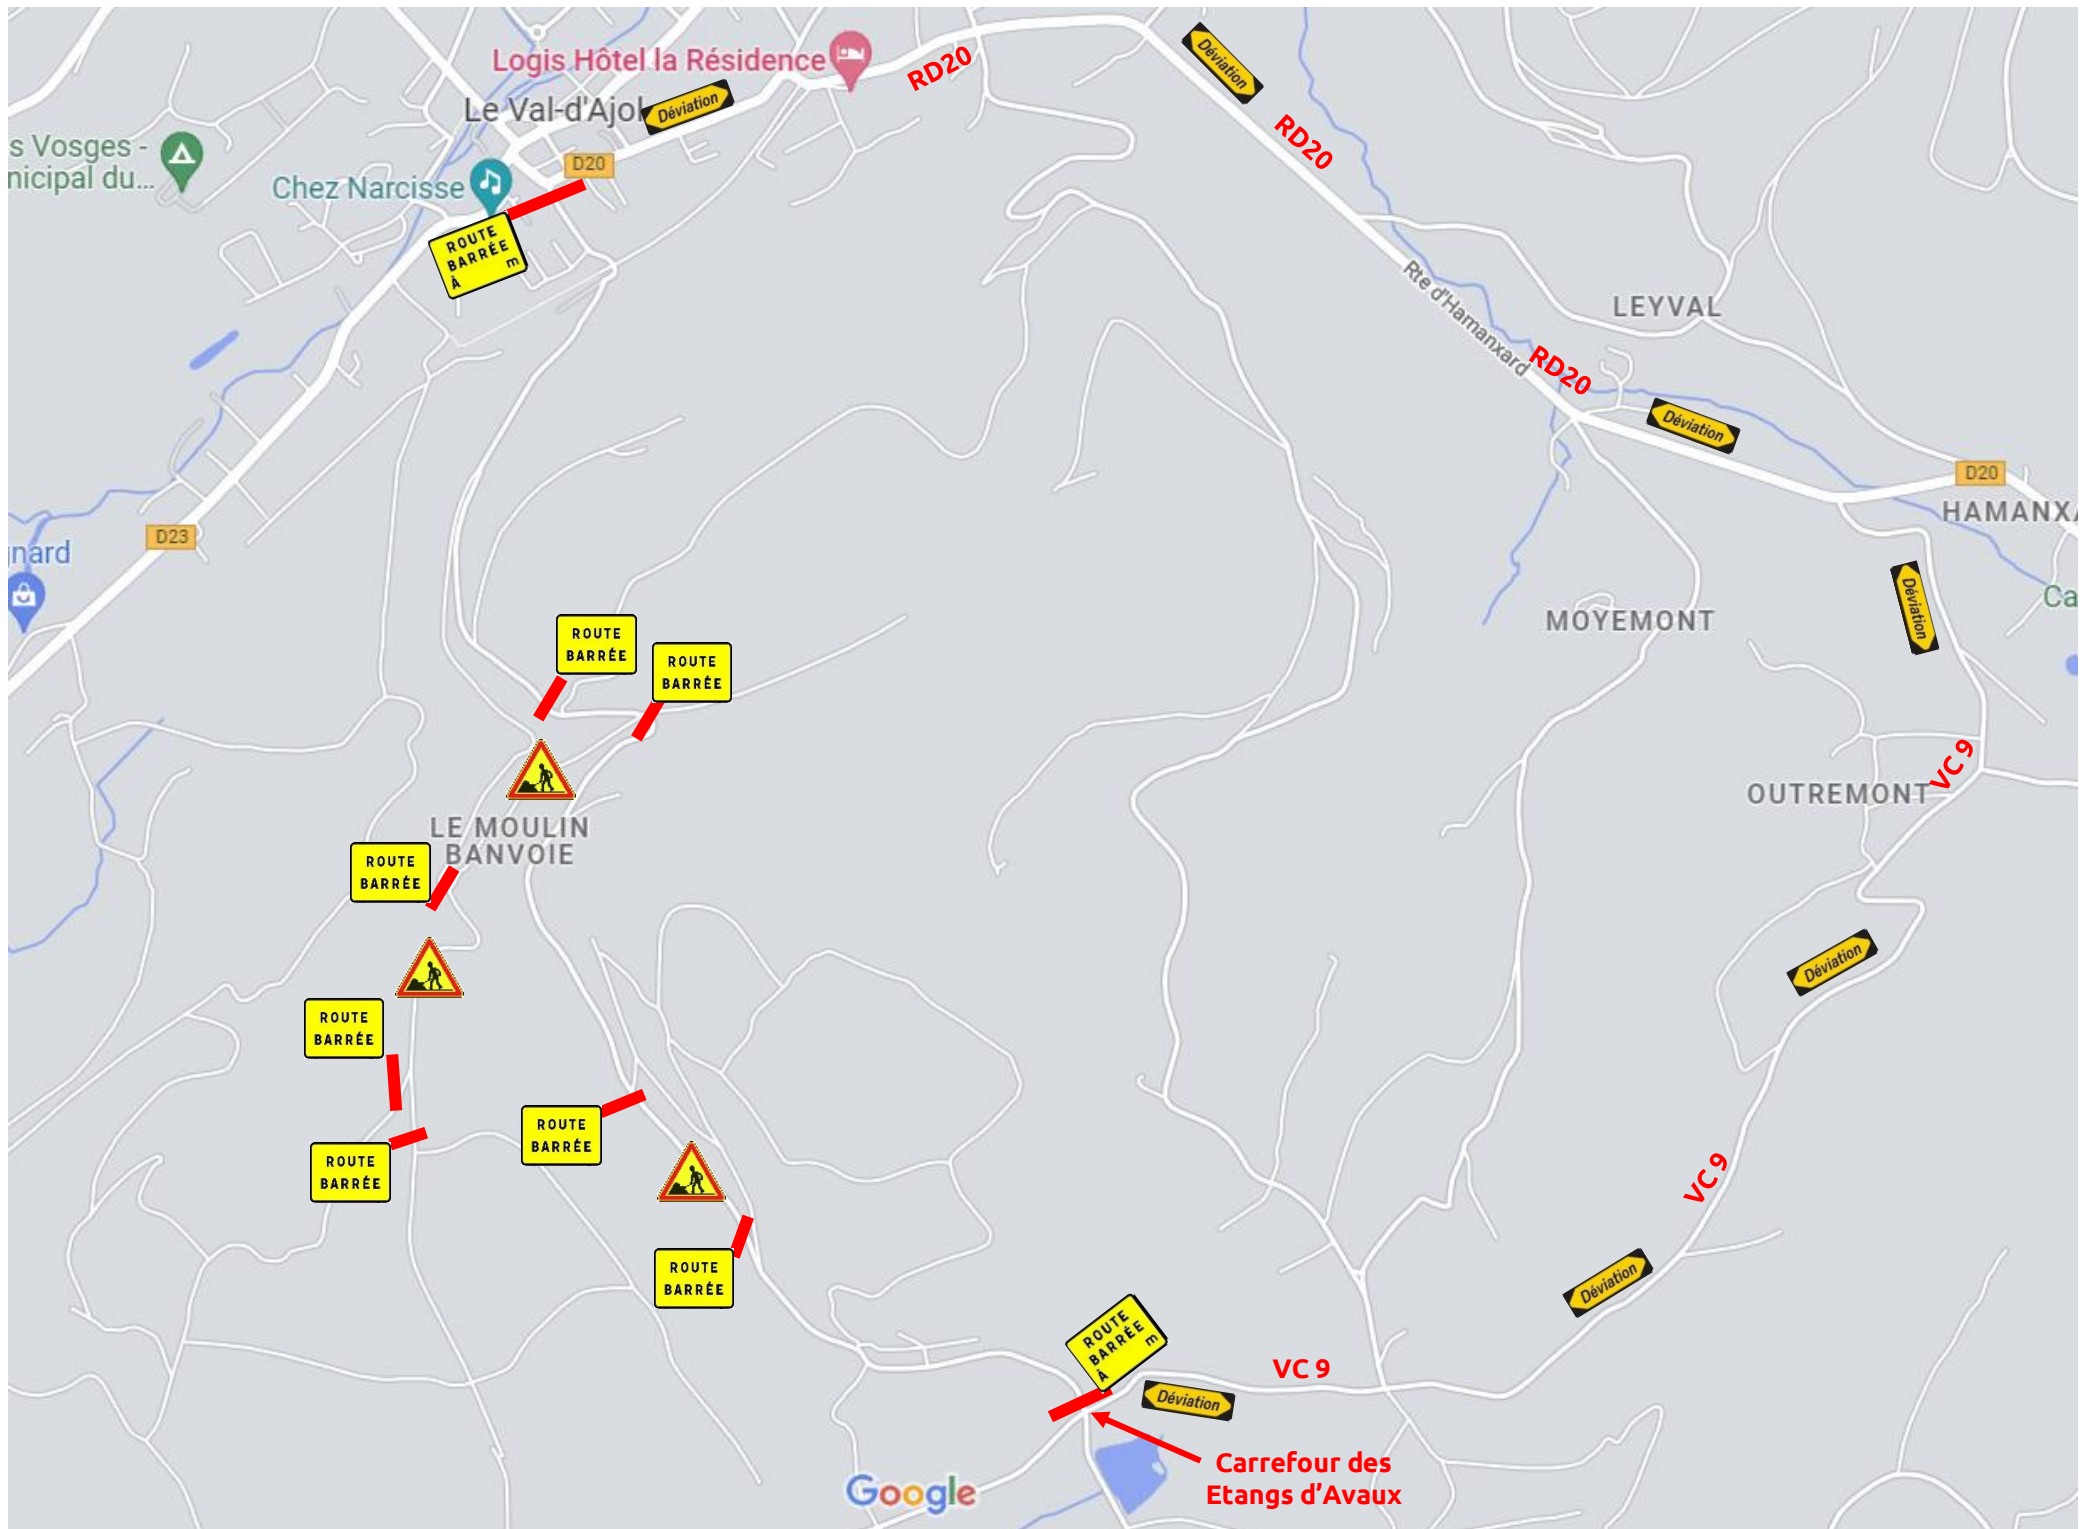 Logis Hôtel la Résidence
RD20
Déviation
Le Val-d'Ajol
Déviation
s Vosges -
nicipal du...
D20
Chez Narcisse
RD20
ROUTE
BARRÉE
À m
Rte d'Hamanxard
LEYVAL
RD20
Déviation
D20
HAMANXA
D23
nard
Déviation
Ca
MOYEMONT
ROUTE
BARRÉE
ROUTE
BARRÉE
VC 9
OUTREMONT
LE MOULIN
BANVOIE
ROUTE
BARRÉE
Déviation
ROUTE
BARRÉE
ROUTE
BARRÉE
ROUTE
BARRÉE
VC 9
ROUTE
BARRÉE
Déviation
ROUTE
BARRÉE
À m
VC 9
Déviation
Carrefour des
Etangs d’Avaux
Google